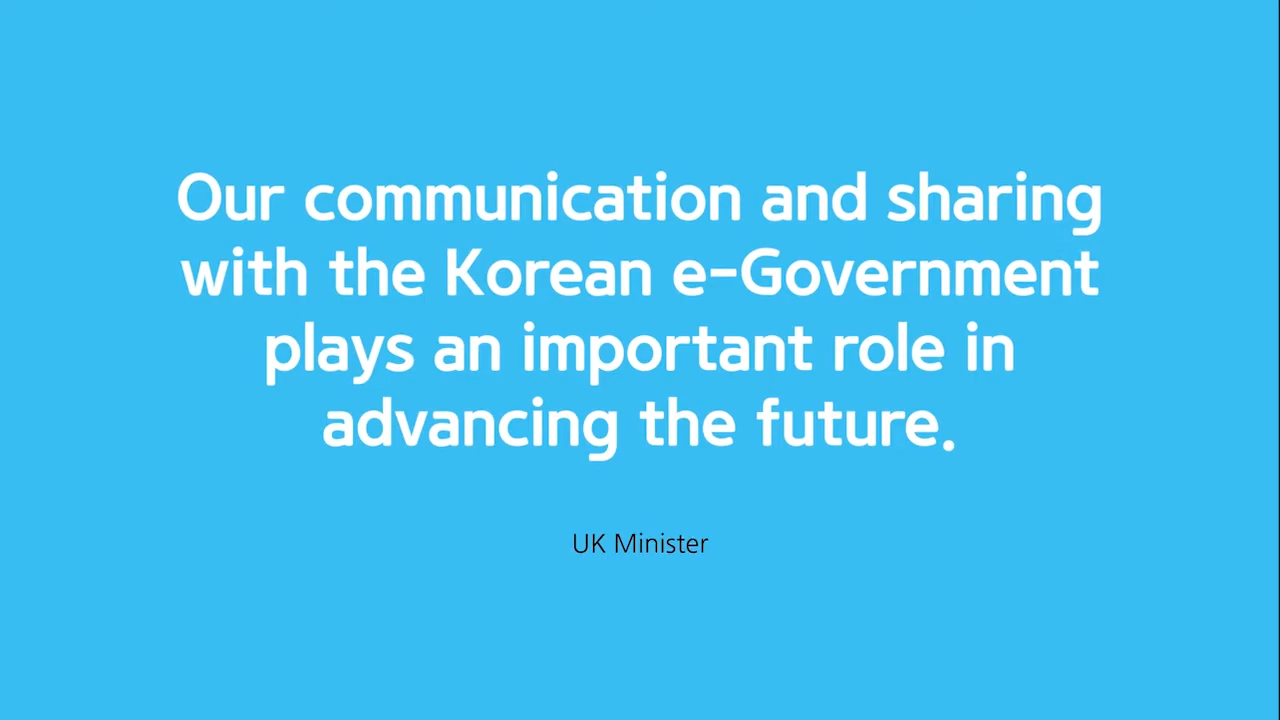 Our communication and sharing
with the Korean e-Government
plays an important role in
advancing the future.
UK Minister